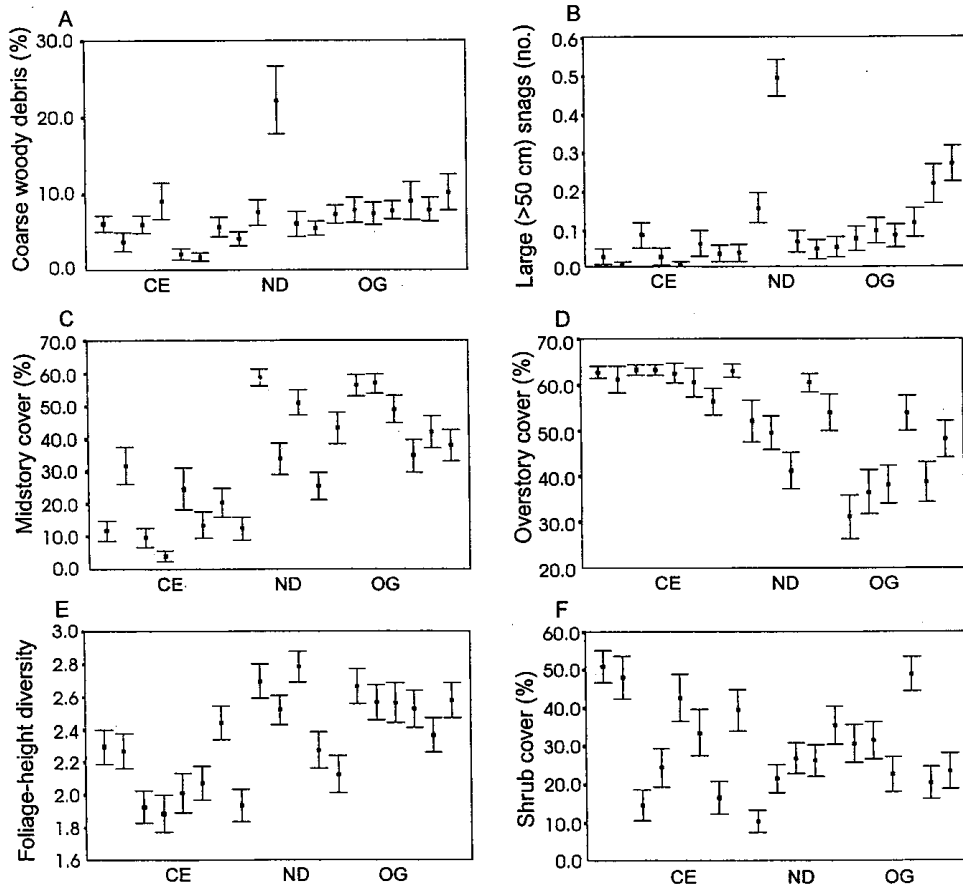 A
Coarse woody debris (%)
30.0
20.0
10.0
0.0
CE ND OG
B
Large (>50 cm) snags (no.)
0.6
0.5
0.4
0.3
0.2
0.1
0.0
CE ND OG
C
Midstory cover (%)
70.0
60.0
50.0
40.0
30.0
20.0
10.0
0.0
CE ND OG
D
Overstory cover (%)
70.0
60.0
50.0
40.0
30.0
20.0
CE ND OG
E
Foliage-height diversity
3.0
2.8
2.6
2.4
2.2
2.0
1.8
1.6
CE ND OG
F
Shrub cover (%)
60.0
50.0
40.0
30.0
20.0
10.0
0.0
CE ND OG